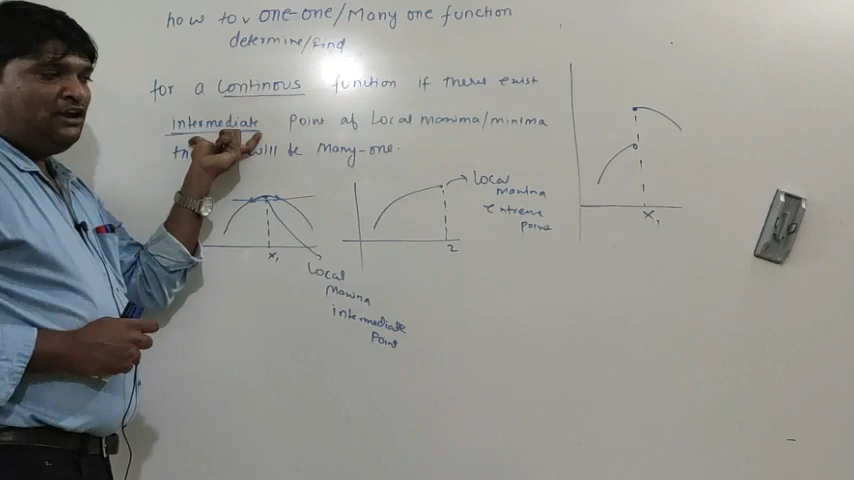 how to one-one/Many one function
determine/find
for a continous function if there exist
intermediate Point of Local maxima/minima
will be Many-one.
x₁
Local
maxima
intermediate
Point
2
Local
maxima
extreme
point
x₁